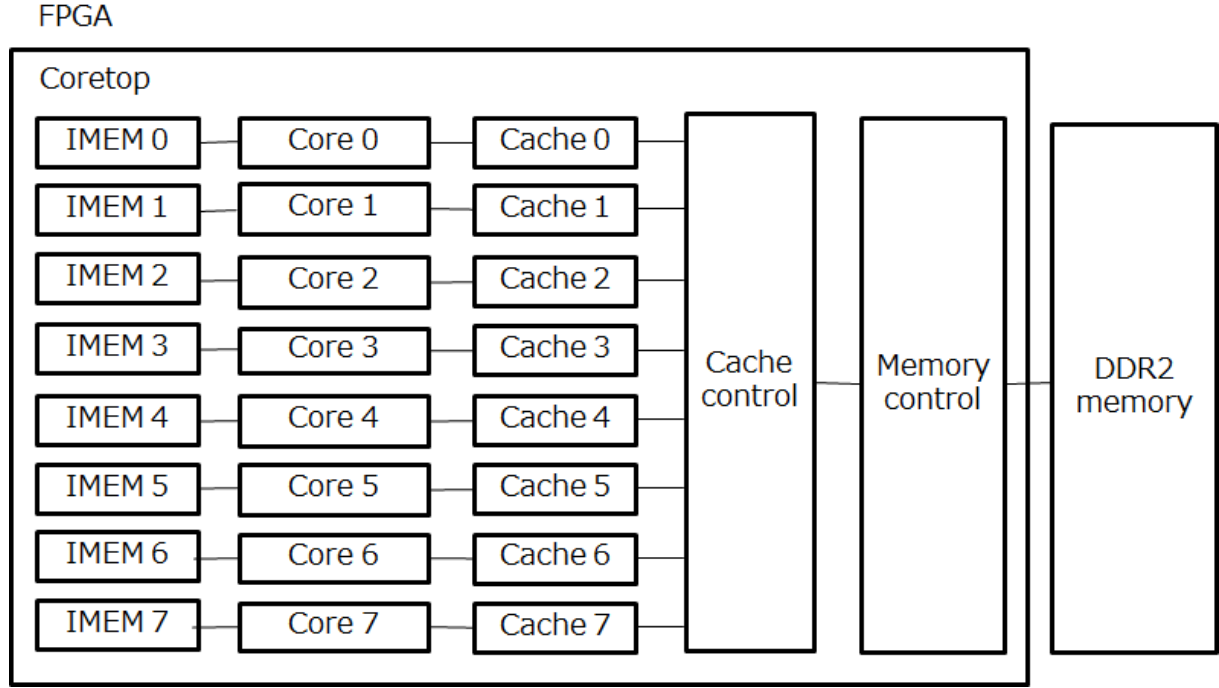 FPGA
Coretop
IMEM 0
Core 0
Cache 0
IMEM 1
Core 1
Cache 1
IMEM 2
Core 2
Cache 2
IMEM 3
Core 3
Cache 3
IMEM 4
Core 4
Cache 4
IMEM 5
Core 5
Cache 5
IMEM 6
Core 6
Cache 6
IMEM 7
Core 7
Cache 7
Cache
control
Memory
control
DDR2
memory